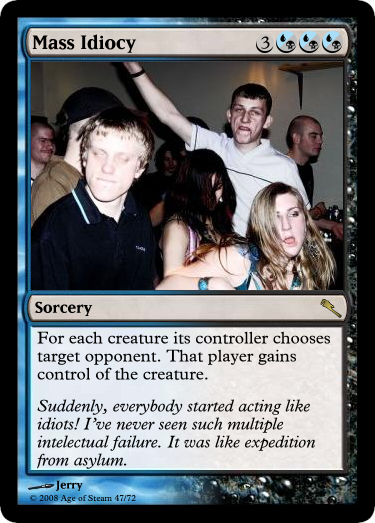 Mass Idiocy 3
Sorcery
For each creature its controller chooses
target opponent. That player gains
control of the creature.
Suddenly, everybody started acting like
idiots! I've never seen such multiple
intelectual failure. It was like expedition
from asylum.
Jerry
© 2008 Age of Steam 47/72